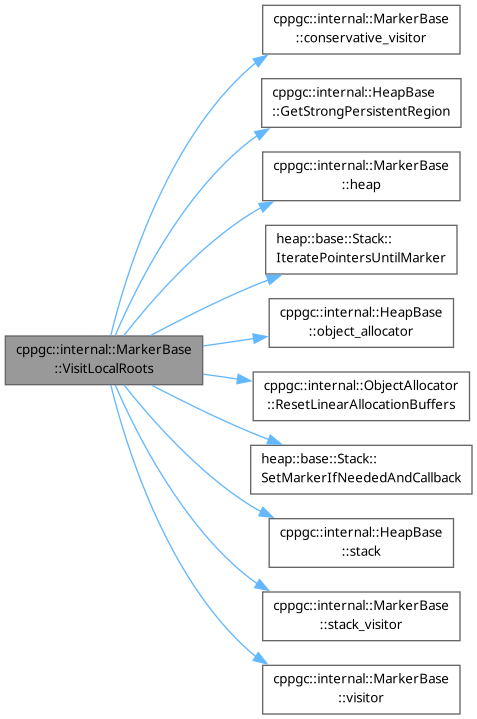 cppgc::internal::MarkerBase
::conservative_visitor
cppgc::internal::HeapBase
::GetStrongPersistentRegion
cppgc::internal::MarkerBase
::heap
heap::base::Stack::
IteratePointersUntilMarker
cppgc::internal::HeapBase
::object_allocator
cppgc::internal::MarkerBase
::VisitLocalRoots
cppgc::internal::ObjectAllocator
::ResetLinearAllocationBuffers
heap::base::Stack::
SetMarkerIfNeededAndCallback
cppgc::internal::HeapBase
::stack
cppgc::internal::MarkerBase
::stack_visitor
cppgc::internal::MarkerBase
::visitor